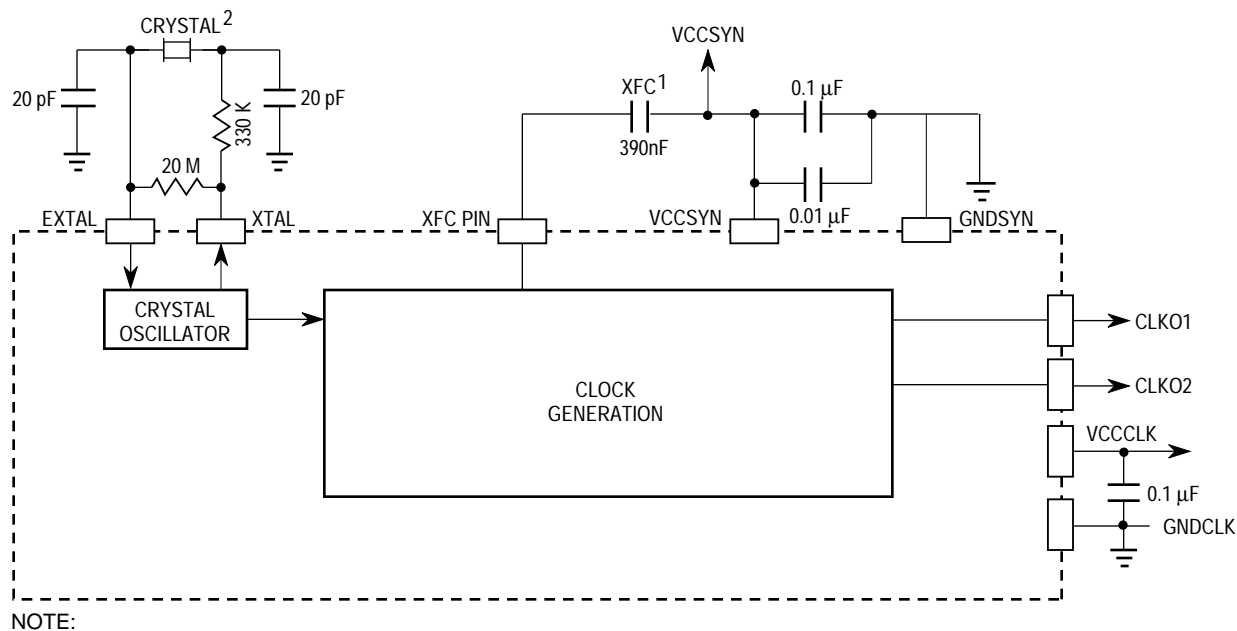 CRYSTAL2
20 pF
20 pF
330 K
20 M
EXTAL
XTAL
VCCSYN
XFC1
390nF
0.1 µF
0.01 µF
XFC PIN
VCCSYN
GNDSYN
CRYSTAL
OSCILLATOR
CLOCK
GENERATION
CLKO1
CLKO2
VCCCLK
0.1 µF
GNDCLK
NOTE: